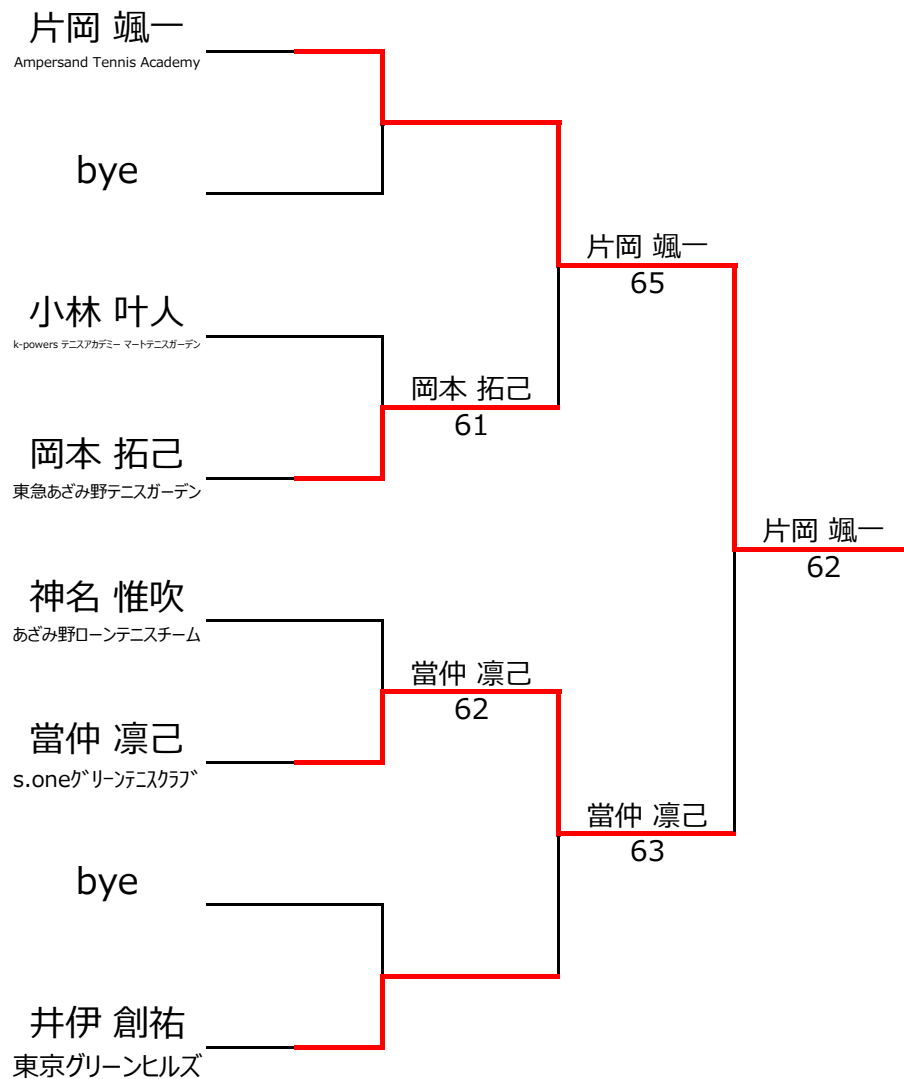 片岡 颯一
Ampersand Tennis Academy
bye
小林 叶人
k-powers テニスアカデミー マートテニスガーデン
岡本 拓己
東急あざみ野テニスガーデン
神名 惟吹
あざみ野ローンテニスチーム
當仲 凛己
s.oneｸﾞﾘｰﾝﾃﾆｽｸﾗﾌﾞ
bye
井伊 創祐
東京グリーンヒルズ
岡本 拓己
61
當仲 凛己
62
片岡 颯一
65
當仲 凛己
63
片岡 颯一
62